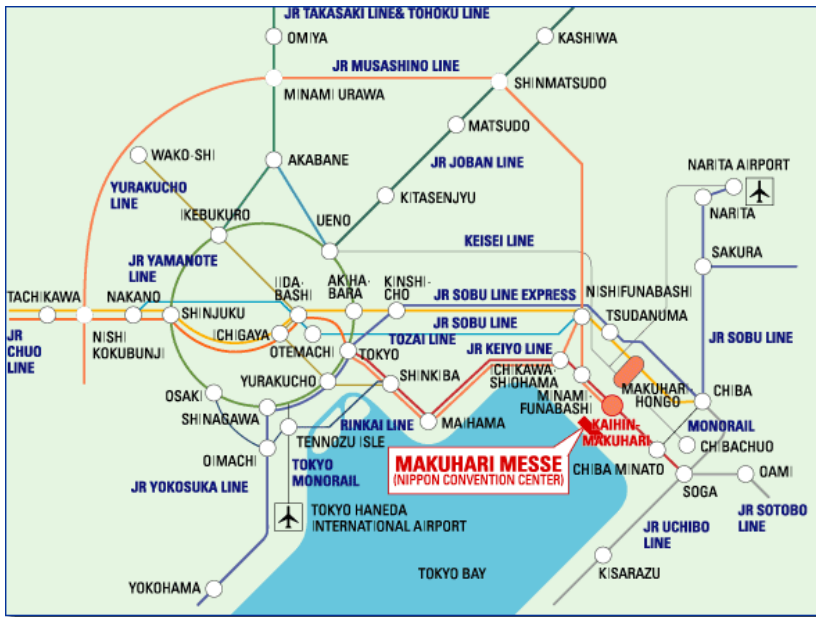 JR TAKASAKI LINE& TOHOKU LINE
OMIYA
KASHIWA
JR MUSASHINO LINE
MINAMI URAWA
SHINMATSUDO
WAKO-SHI
AKABANE
MATSUDO
JR JOBAN LINE
NARITA AIRPORT
YURAKUCHO
LINE
KITASENJYU
NARITA
IKEBUKURO
UENO
KEISEI LINE
SAKURA
JR YAMANOTE
LINE
IIDA-
BASHI
AKIHA-
BARA
KINSHI-
CHO
JR SOBU LINE EXPRESS
NISHIFUNABASHI
TACHIKAWA
NAKANO
SHINJUKU
TSUDANUMA
JR
CHUO
LINE
NISHI
KOKUBUNJI
ICHIGAYA
OTEMACHI
TOZAI LINE
JR SOBU LINE
JR SOBU LINE
TOKYO
JR KEIYO LINE
ICHIKAWA-
SHIOHAMA
YURAKUCHO
SHINKIBA
MINAMI-
FUNABASHI
MAKUHARI-
HONGO
CHIBA
OSAKI
SHINAGAWA
RINKAI LINE
MAIHAMA
KAIHIN-
MAKUHARI
MONORAIL
TENNOZU ISLE
CHIBACHUO
OIMACHI
TOKYO
MONORAIL
MAKUHARI MESSE
(NIPPON CONVENTION CENTER)
CHIBA MINATO
JR YOKOSUKA LINE
SOGA
OAMI
TOKYO HANEDA
INTERNATIONAL AIRPORT
JR SOTOBO
LINE
JR UCHIBO
LINE
TOKYO BAY
KISARAZU
YOKOHAMA